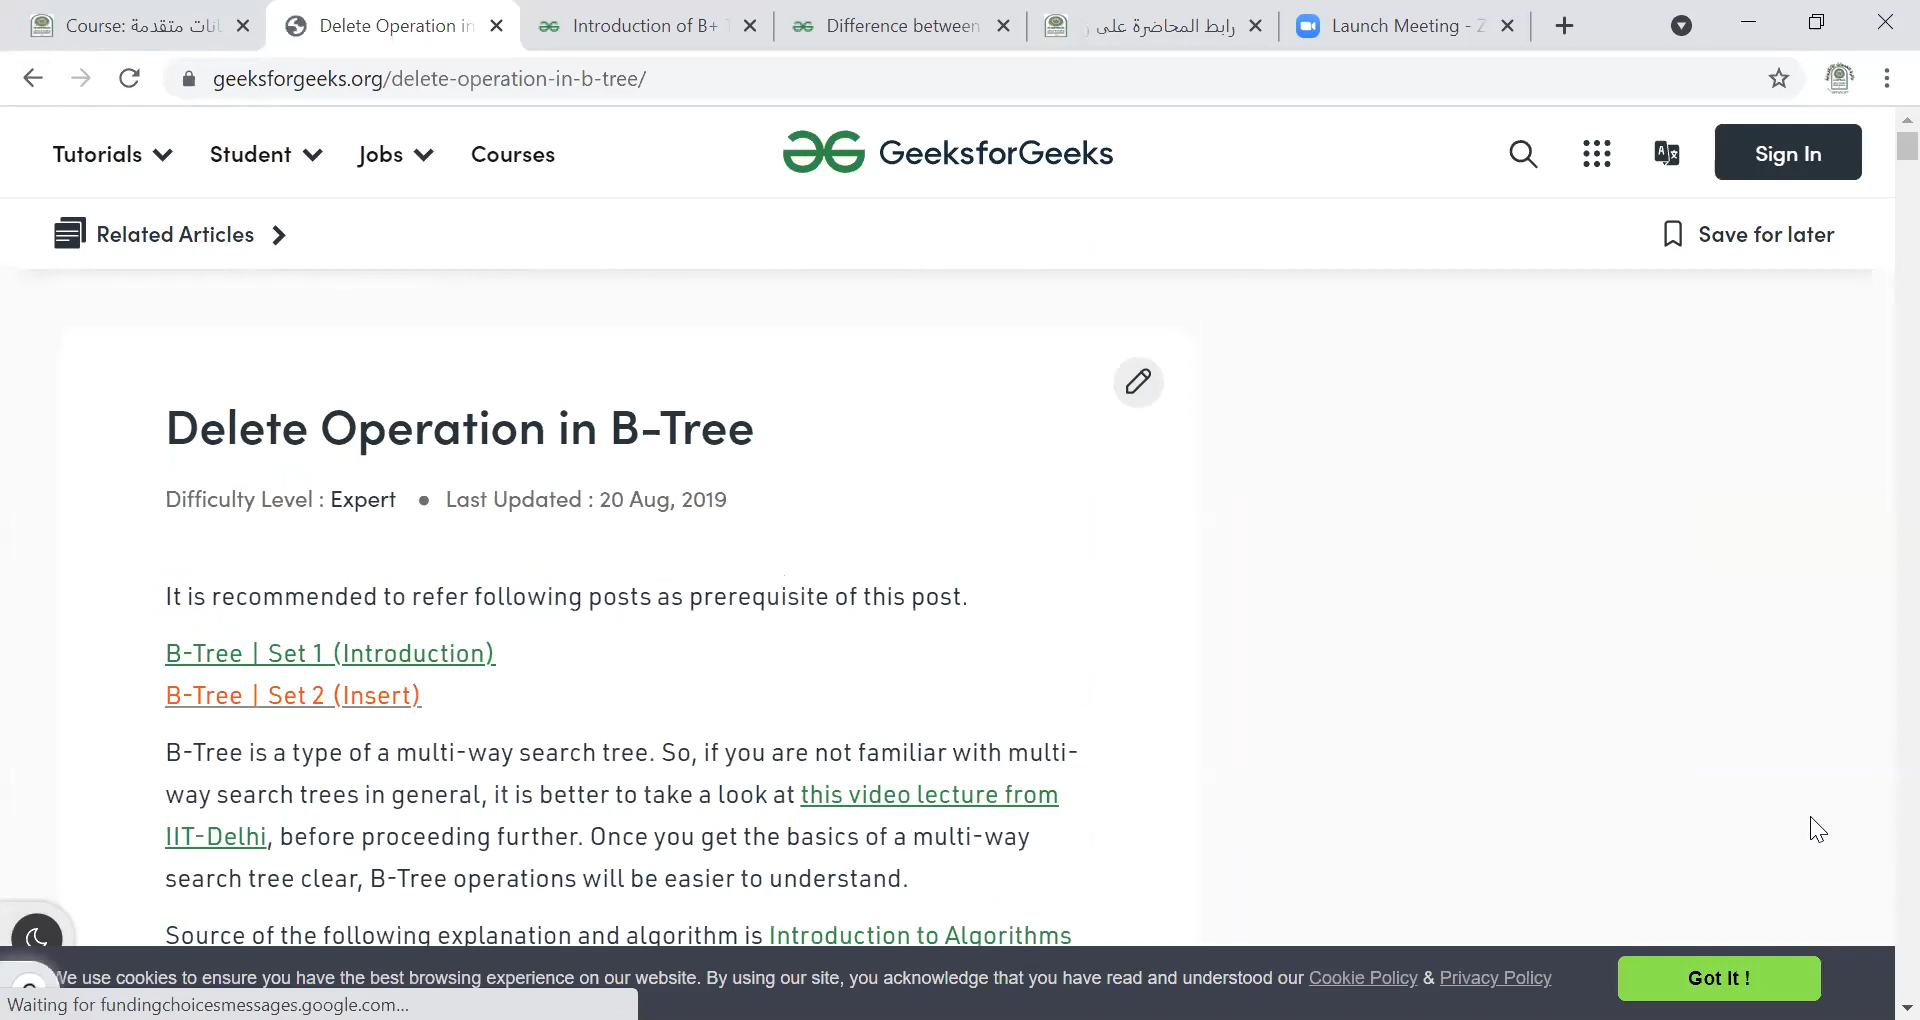 Course: انات متقدمة
Delete Operation in
Introduction of B+
Difference between
رابط المحاضرة على
Launch Meeting - Z
geeksforgeeks.org/delete-operation-in-b-tree/
Tutorials
Student
Jobs
Courses
GeeksforGeeks
Sign In
Related Articles
Save for later
Delete Operation in B-Tree
Difficulty Level : Expert ● Last Updated : 20 Aug, 2019
It is recommended to refer following posts as prerequisite of this post.
B-Tree | Set 1 (Introduction)
B-Tree | Set 2 (Insert)
B-Tree is a type of a multi-way search tree. So, if you are not familiar with multi-
way search trees in general, it is better to take a look at this video lecture from
IIT-Delhi, before proceeding further. Once you get the basics of a multi-way
search tree clear, B-Tree operations will be easier to understand.
Source of the following explanation and algorithm is Introduction to Algorithms
We use cookies to ensure you have the best browsing experience on our website. By using our site, you acknowledge that you have read and understood our Cookie Policy & Privacy Policy
Got It !
Waiting for fundingchoicesmessages.google.com...